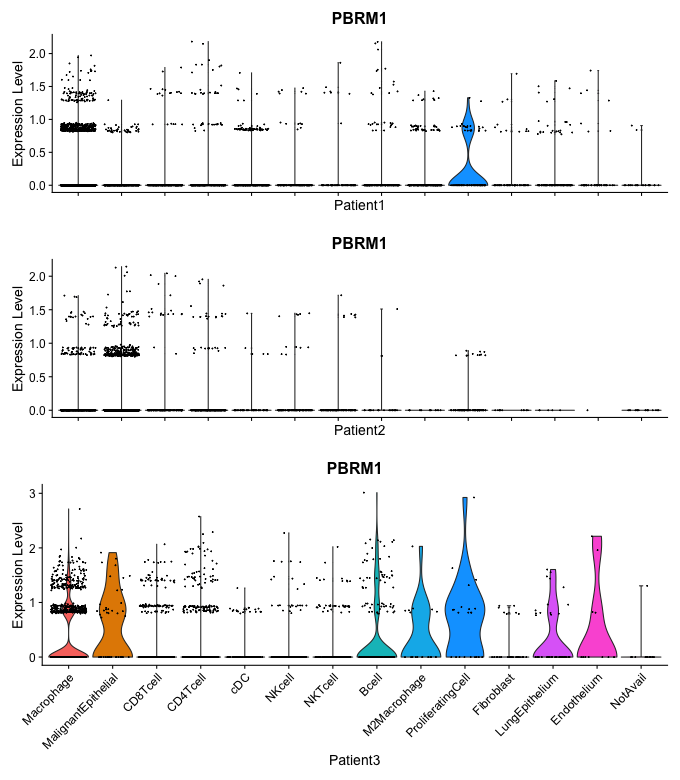 PBRM1
Expression Level
2.0
1.5
1.0
0.5
0.0
Patient1
PBRM1
Expression Level
2.0
1.5
1.0
0.5
0.0
Patient2
PBRM1
Expression Level
3
2
1
0
Macrophage
MalignantEpithelial
CD8Tcell
CD4Tcell
cDC
NKcell
NKTcell
Bcell
M2Macrophage
ProliferatingCell
Fibroblast
LungEpithelium
Endothelium
NotAvail
Patient3